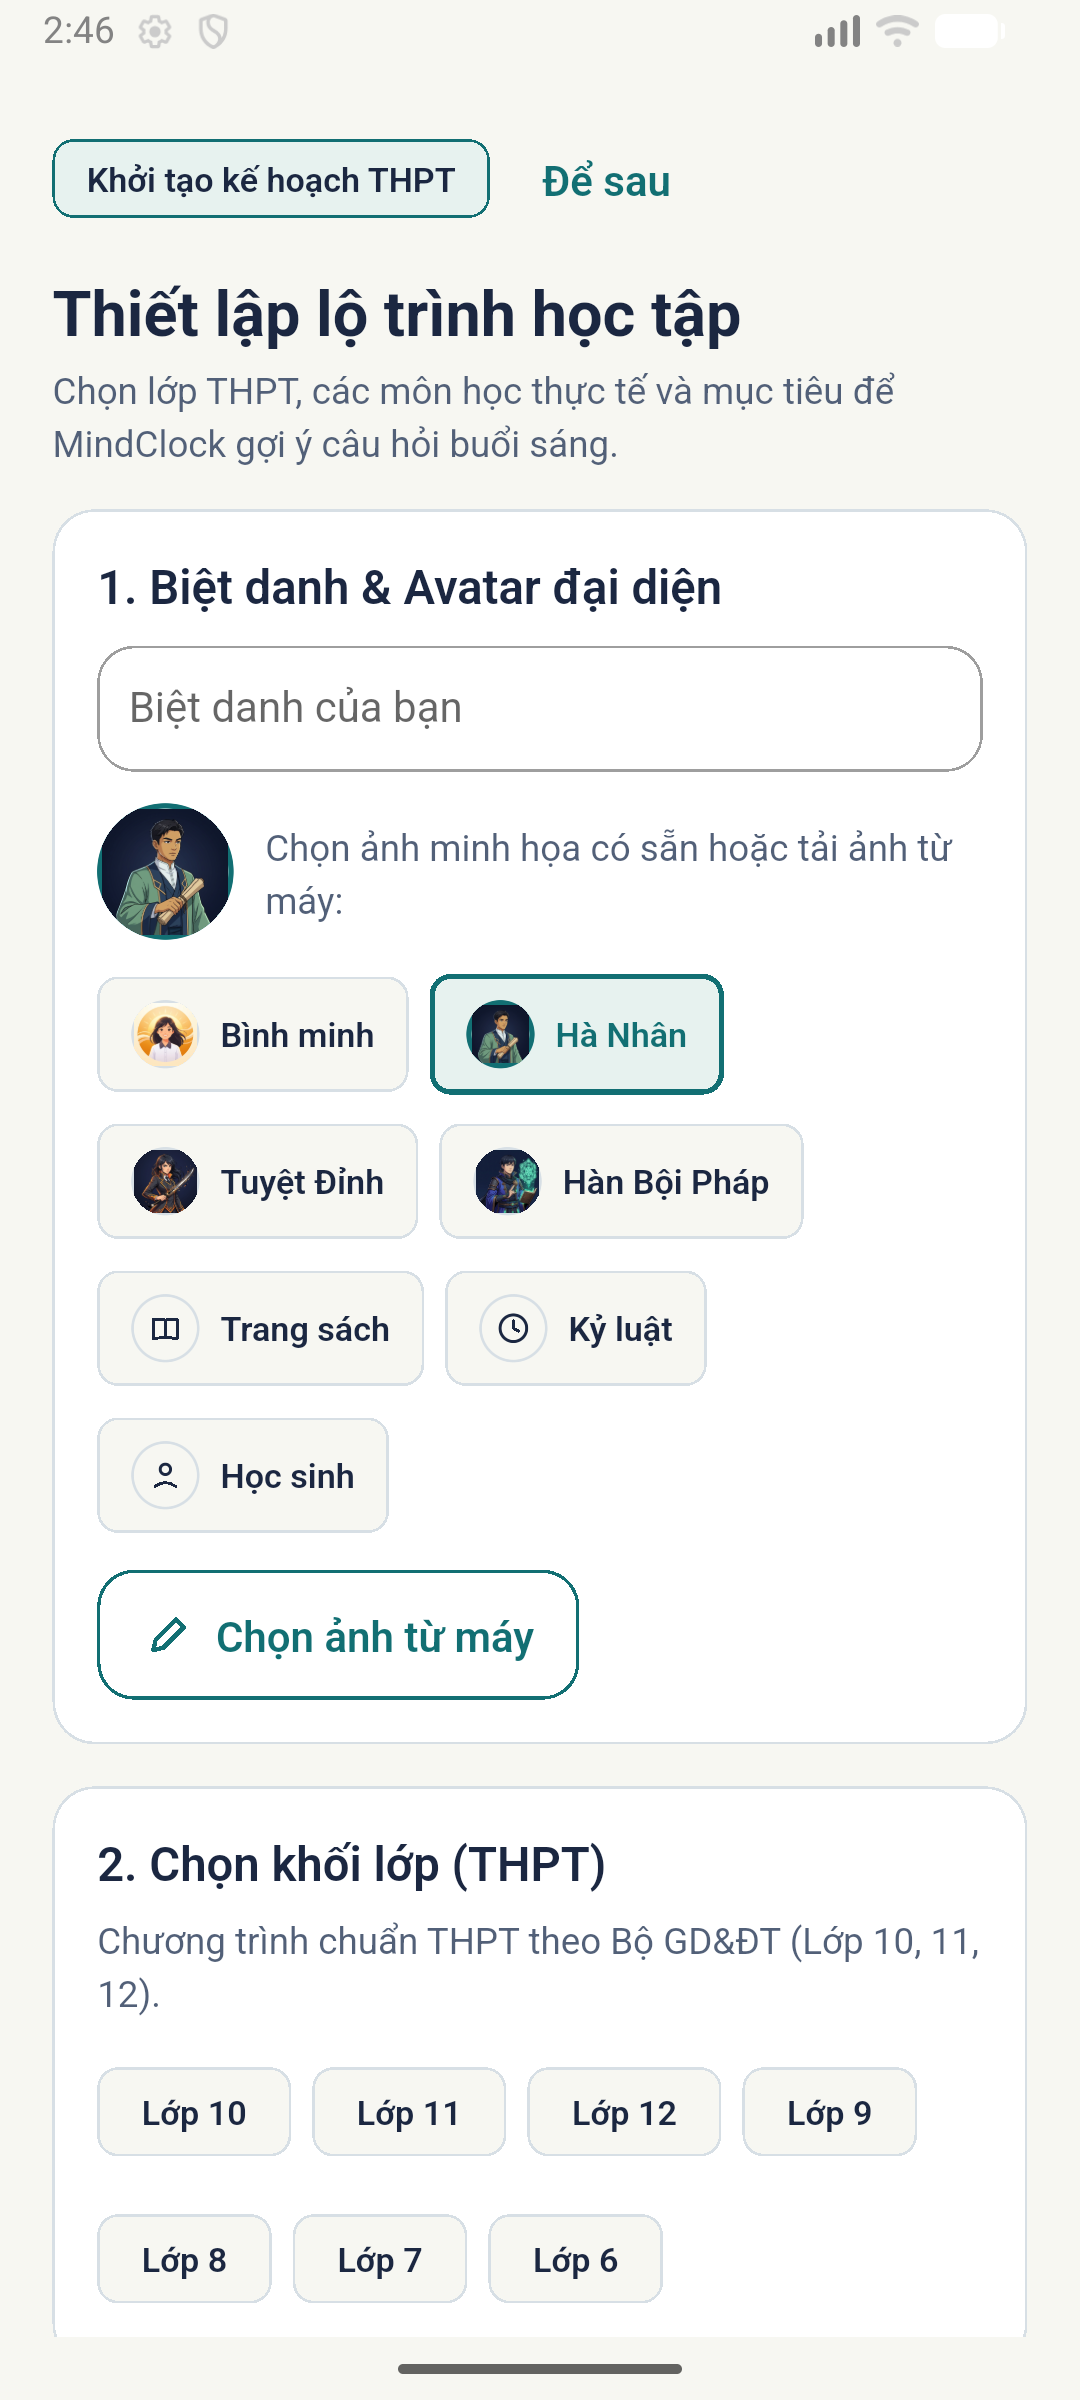 2:46
Khởi tạo kế hoạch THPT
Để sau
Thiết lập lộ trình học tập
Chọn lớp THPT, các môn học thực tế và mục tiêu để
MindClock gợi ý câu hỏi buổi sáng.
1. Biệt danh & Avatar đại diện
Biệt danh của bạn
Chọn ảnh minh họa có sẵn hoặc tải ảnh từ
máy:
Bình minh
Hà Nhân
Tuyệt Đỉnh
Hàn Bội Pháp
Trang sách
Kỷ luật
Học sinh
Chọn ảnh từ máy
2. Chọn khối lớp (THPT)
Chương trình chuẩn THPT theo Bộ GD&ĐT (Lớp 10, 11,
12).
Lớp 10
Lớp 11
Lớp 12
Lớp 9
Lớp 8
Lớp 7
Lớp 6